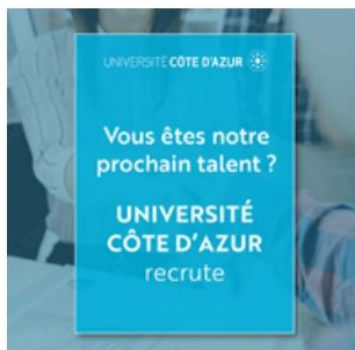 UNIVERSITÉ CÔTE D'AZUR
Vous êtes notre
prochain talent ?
UNIVERSITÉ
CÔTE D'AZUR
recrute